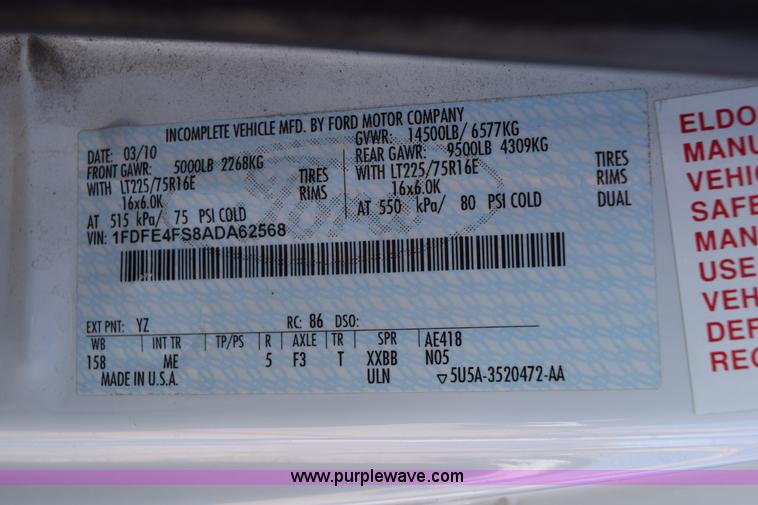 INCOMPLETE VEHICLE MFD. BY FORD MOTOR COMPANY
DATE: 03/10 GVWR: 14500LB/ 6577KG
FRONT GAWR: 5000LB 2268KG REAR GAWR: 9500LB 4309KG
WITH LT225/75R16E TIRES WITH LT225/75R16E TIRES
16x6.0K RIMS 16x6.0K RIMS
AT 515 kPa/ 75 PSI COLD AT 550 kPa/ 80 PSI COLD DUAL
VIN: 1FDFE4FS8ADA62568
EXT PNT: YZ RC: 86 DSO:
WB INT TR TP/PS R AXLE TR SPR AE418
158 ME 5 F3 T XXBB N05
MADE IN U.S.A. ULN ▽5U5A-3520472-AA
ELDO
MANU
VEHIC
SAFE
MAN
USE
VEH
DEF
REC
www.purplewave.com